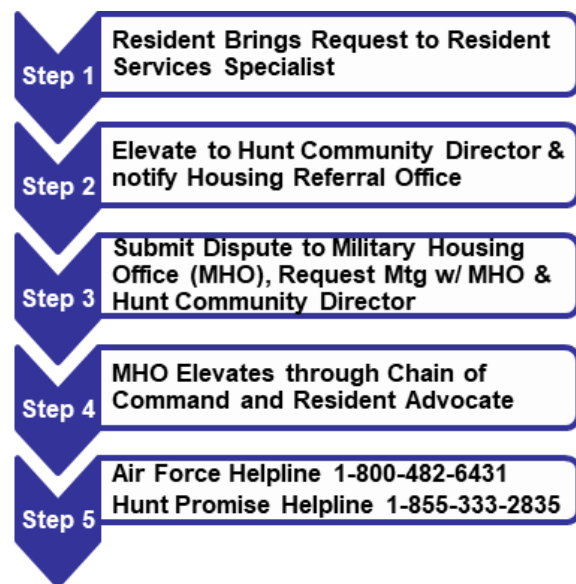 Step 1
Resident Brings Request to Resident
Services Specialist
Step 2
Elevate to Hunt Community Director &
notify Housing Referral Office
Step 3
Submit Dispute to Military Housing
Office (MHO), Request Mtg w/ MHO &
Hunt Community Director
Step 4
MHO Elevates through Chain of
Command and Resident Advocate
Step 5
Air Force Helpline 1-800-482-6431
Hunt Promise Helpline 1-855-333-2835